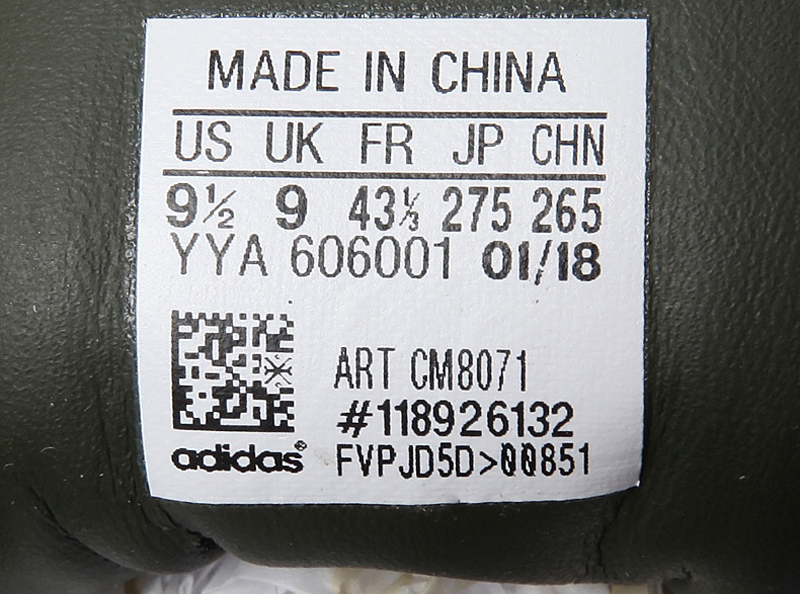 MADE IN CHINA
US UK FR JP CHN
9½ 9 43⅓ 275 265
YYA 606001 01/18
ART CM8071
#118926132
adidas® FVPJD5D>00851